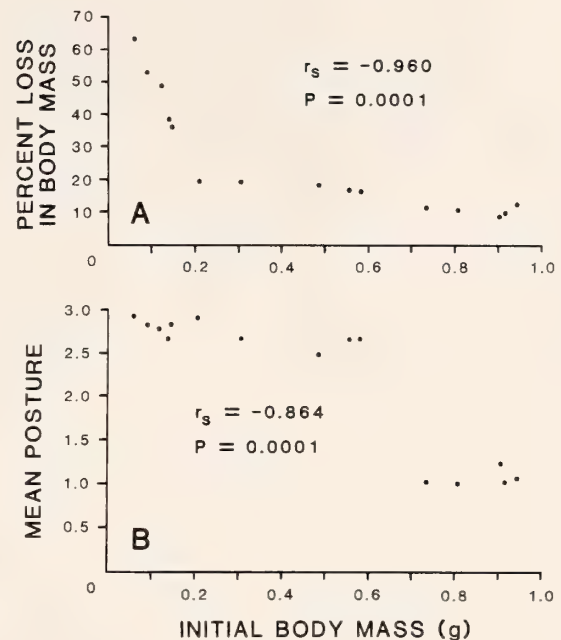 70
60
50
40
30
20
10
0
PERCENT LOSS
IN BODY MASS
rs = -0.960
P = 0.0001
A
0.2 0.4 0.6 0.8 1.0
3.0
2.5
2.0
1.5
1.0
0.5
0
MEAN POSTURE
rs = -0.864
P = 0.0001
B
0.2 0.4 0.6 0.8 1.0
INITIAL BODY MASS (g)